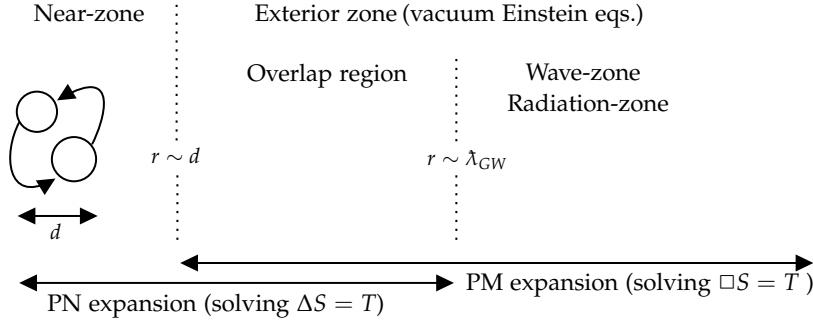 Near-zone
Exterior zone (vacuum Einstein eqs.)
Overlap region
Wave-zone
Radiation-zone
r ∼ d
r ∼ ƛ_GW
d
PM expansion (solving □S = T )
PN expansion (solving ΔS = T)